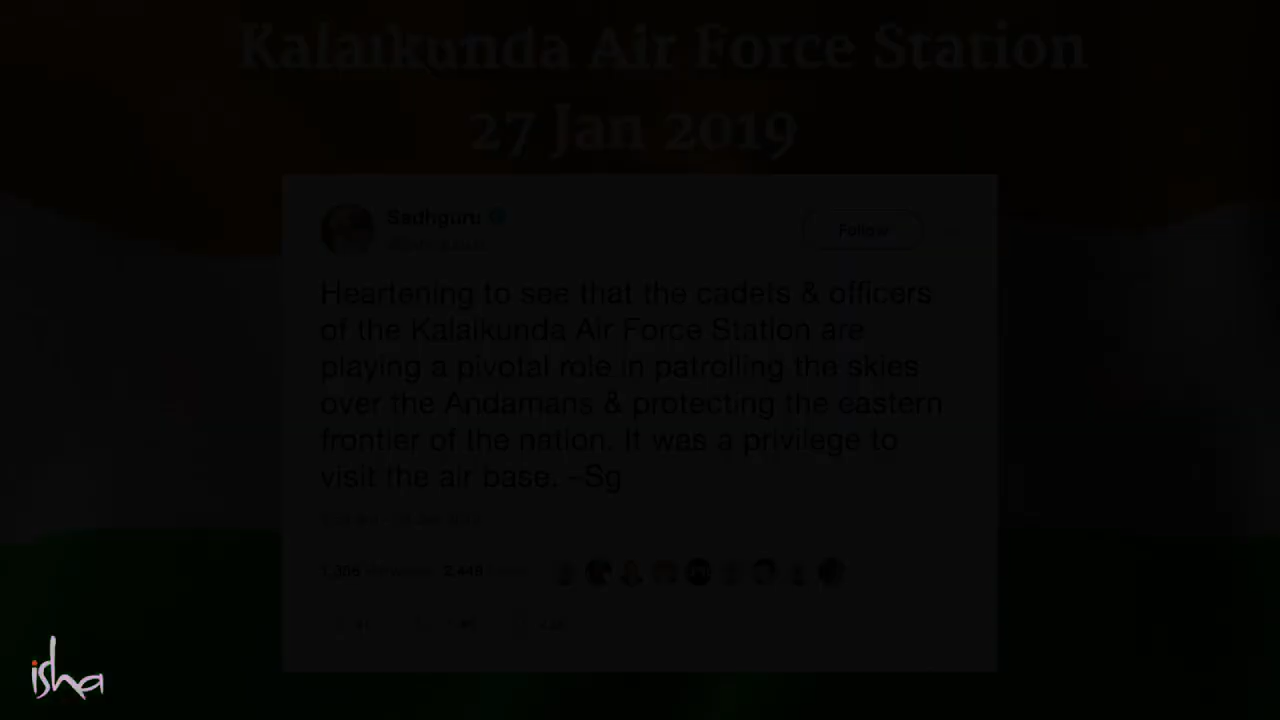 Kalaikunda Air Force Station
27 Jan 2019
Sadhguru
Follow
Heartening to see that the cadets & officers
of the Kalaikunda Air Force Station are
playing a pivotal role in patrolling the skies
over the Andamans & protecting the eastern
frontier of the nation. It was a privilege to
visit the air base. -Sg
2,448
isha